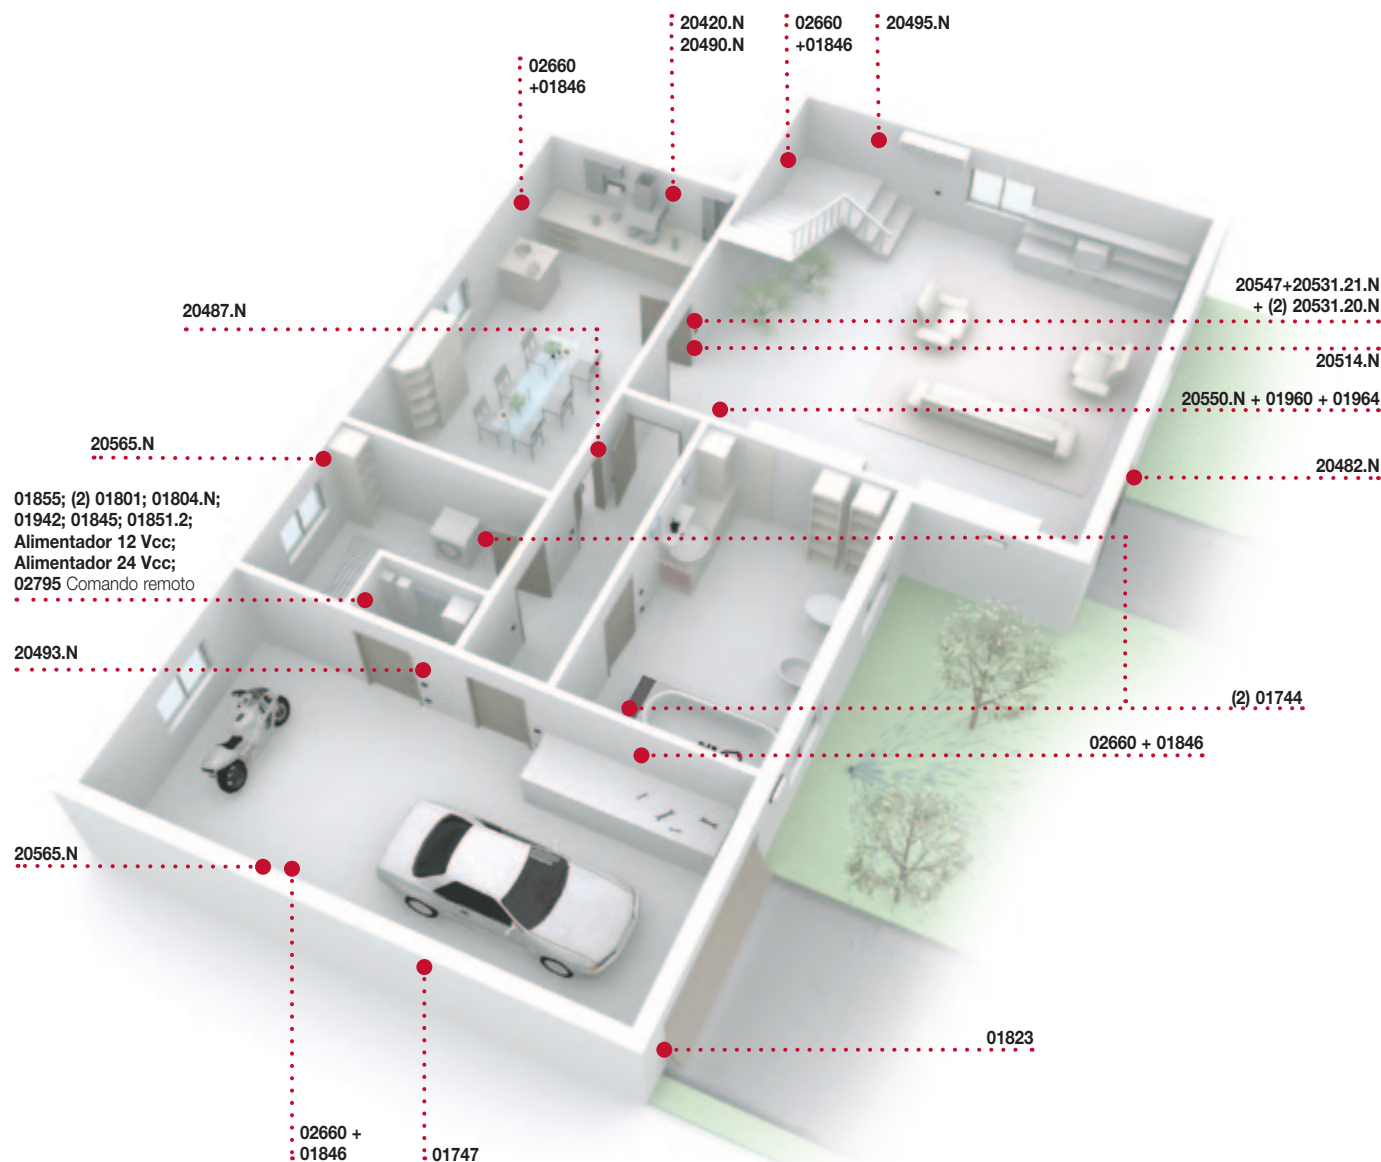 20420.N
20490.N
02660
+01846
20495.N
02660
+01846
20487.N
20547+20531.21.N
+ (2) 20531.20.N
20514.N
20550.N + 01960 + 01964
20565.N
20482.N
01855; (2) 01801; 01804.N;
01942; 01845; 01851.2;
Alimentador 12 Vcc;
Alimentador 24 Vcc;
02795 Comando remoto
20493.N
(2) 01744
02660 + 01846
20565.N
01823
02660 +
01846
01747